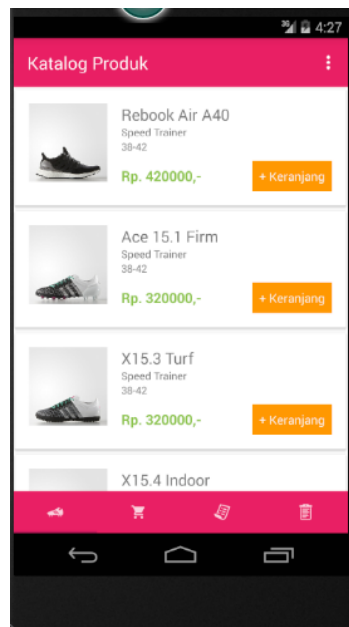 3G 4:27
Katalog Produk
Rebook Air A40
Speed Trainer
38-42
Rp. 420000,-
+ Keranjang
Ace 15.1 Firm
Speed Trainer
38-42
Rp. 320000,-
+ Keranjang
X15.3 Turf
Speed Trainer
38-42
Rp. 320000,-
+ Keranjang
X15.4 Indoor